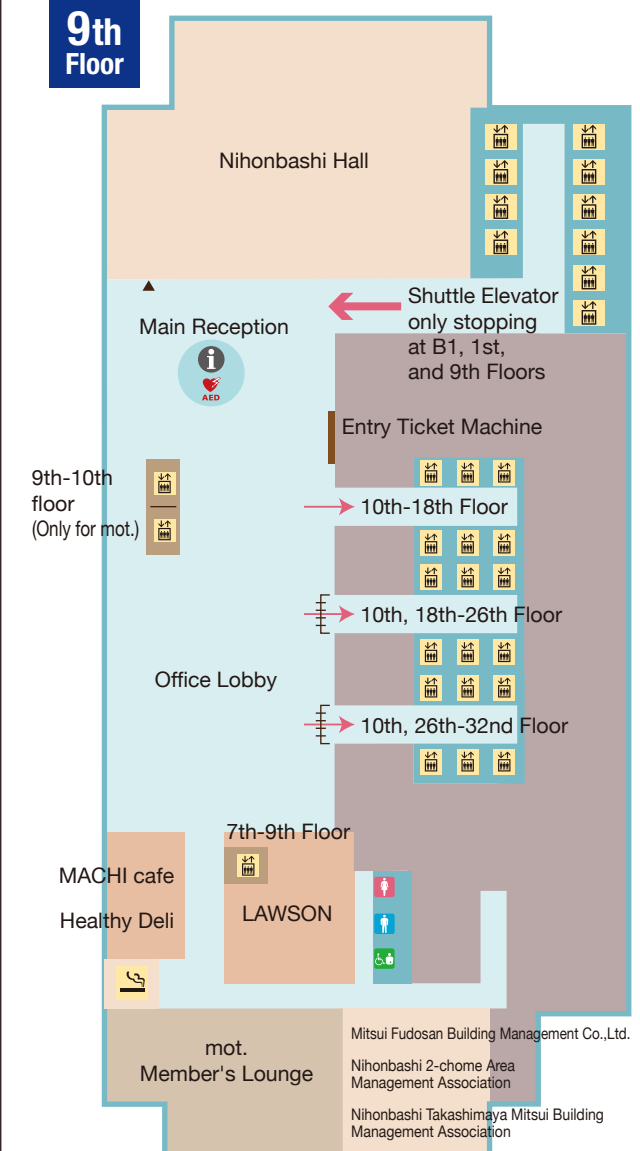 9th
Floor
Nihonbashi Hall
Shuttle Elevator
only stopping
at B1, 1st,
and 9th Floors
Main Reception
i
AED
Entry Ticket Machine
9th-10th
floor
(Only for mot.)
10th-18th Floor
10th, 18th-26th Floor
Office Lobby
10th, 26th-32nd Floor
7th-9th Floor
MACHI cafe
Healthy Deli
LAWSON
mot.
Member's Lounge
Mitsui Fudosan Building Management Co.,Ltd.
Nihonbashi 2-chome Area
Management Association
Nihonbashi Takashimaya Mitsui Building
Management Association